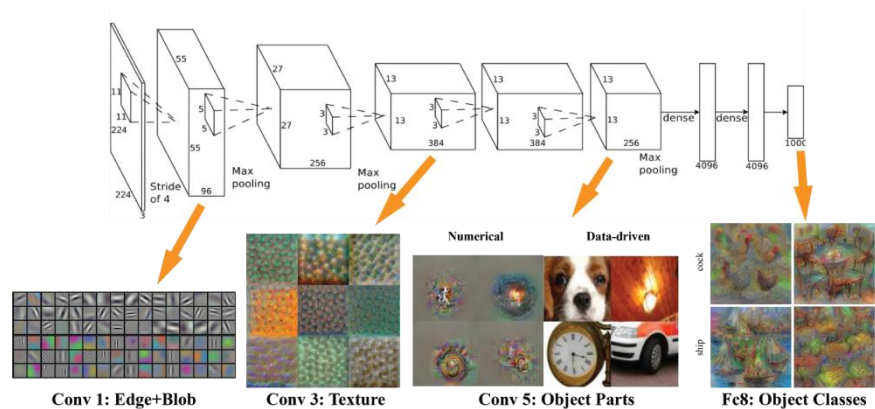 11
11
224
224
3
Stride
of 4
55
55
96
5
5
Max
pooling
27
27
256
3
3
Max
pooling
13
13
384
3
3
13
13
384
3
3
13
13
256
Max
pooling
dense
4096
dense
4096
1000
Numerical
Data-driven
cock
ship
Conv 1: Edge+Blob
Conv 3: Texture
Conv 5: Object Parts
Fc8: Object Classes